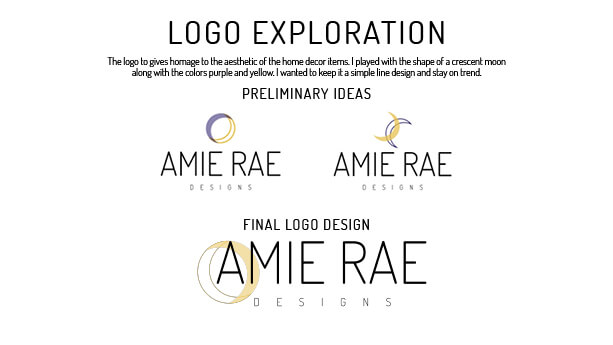 LOGO EXPLORATION
The logo to gives homage to the aesthetic of the home decor items. I played with the shape of a crescent moon
along with the colors purple and yellow. I wanted to keep it a simple line design and stay on trend.
PRELIMINARY IDEAS
AMIE RAE
DESIGNS
AMIE RAE
DESIGNS
FINAL LOGO DESIGN
AMIE RAE
DESIGNS